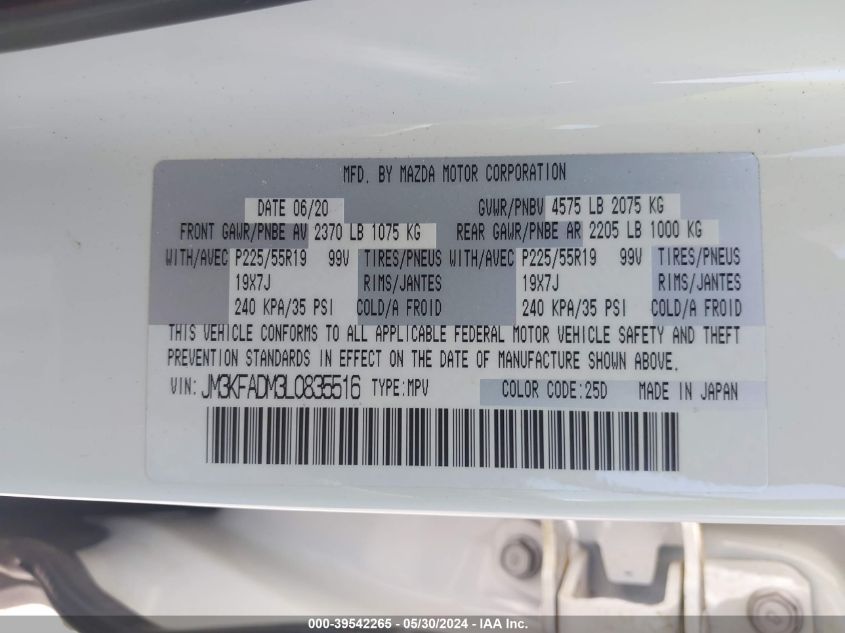 MFD. BY MAZDA MOTOR CORPORATION
DATE 06/20 GVWR/PNBV 4575 LB 2075 KG
FRONT GAWR/PNBE AV 2370 LB 1075 KG REAR GAWR/PNBE AR 2205 LB 1000 KG
WITH/AVEC P225/55R19 99V TIRES/PNEUS WITH/AVEC P225/55R19 99V TIRES/PNEUS
19X7J RIMS/JANTES 19X7J RIMS/JANTES
240 KPA/35 PSI COLD/A FROID 240 KPA/35 PSI COLD/A FROID
THIS VEHICLE CONFORMS TO ALL APPLICABLE FEDERAL MOTOR VEHICLE SAFETY AND THEFT
PREVENTION STANDARDS IN EFFECT ON THE DATE OF MANUFACTURE SHOWN ABOVE.
VIN: JM3KFADM3L0835516 TYPE:MPV COLOR CODE:25D MADE IN JAPAN
000-39542265 - 05/30/2024 - IAA Inc.